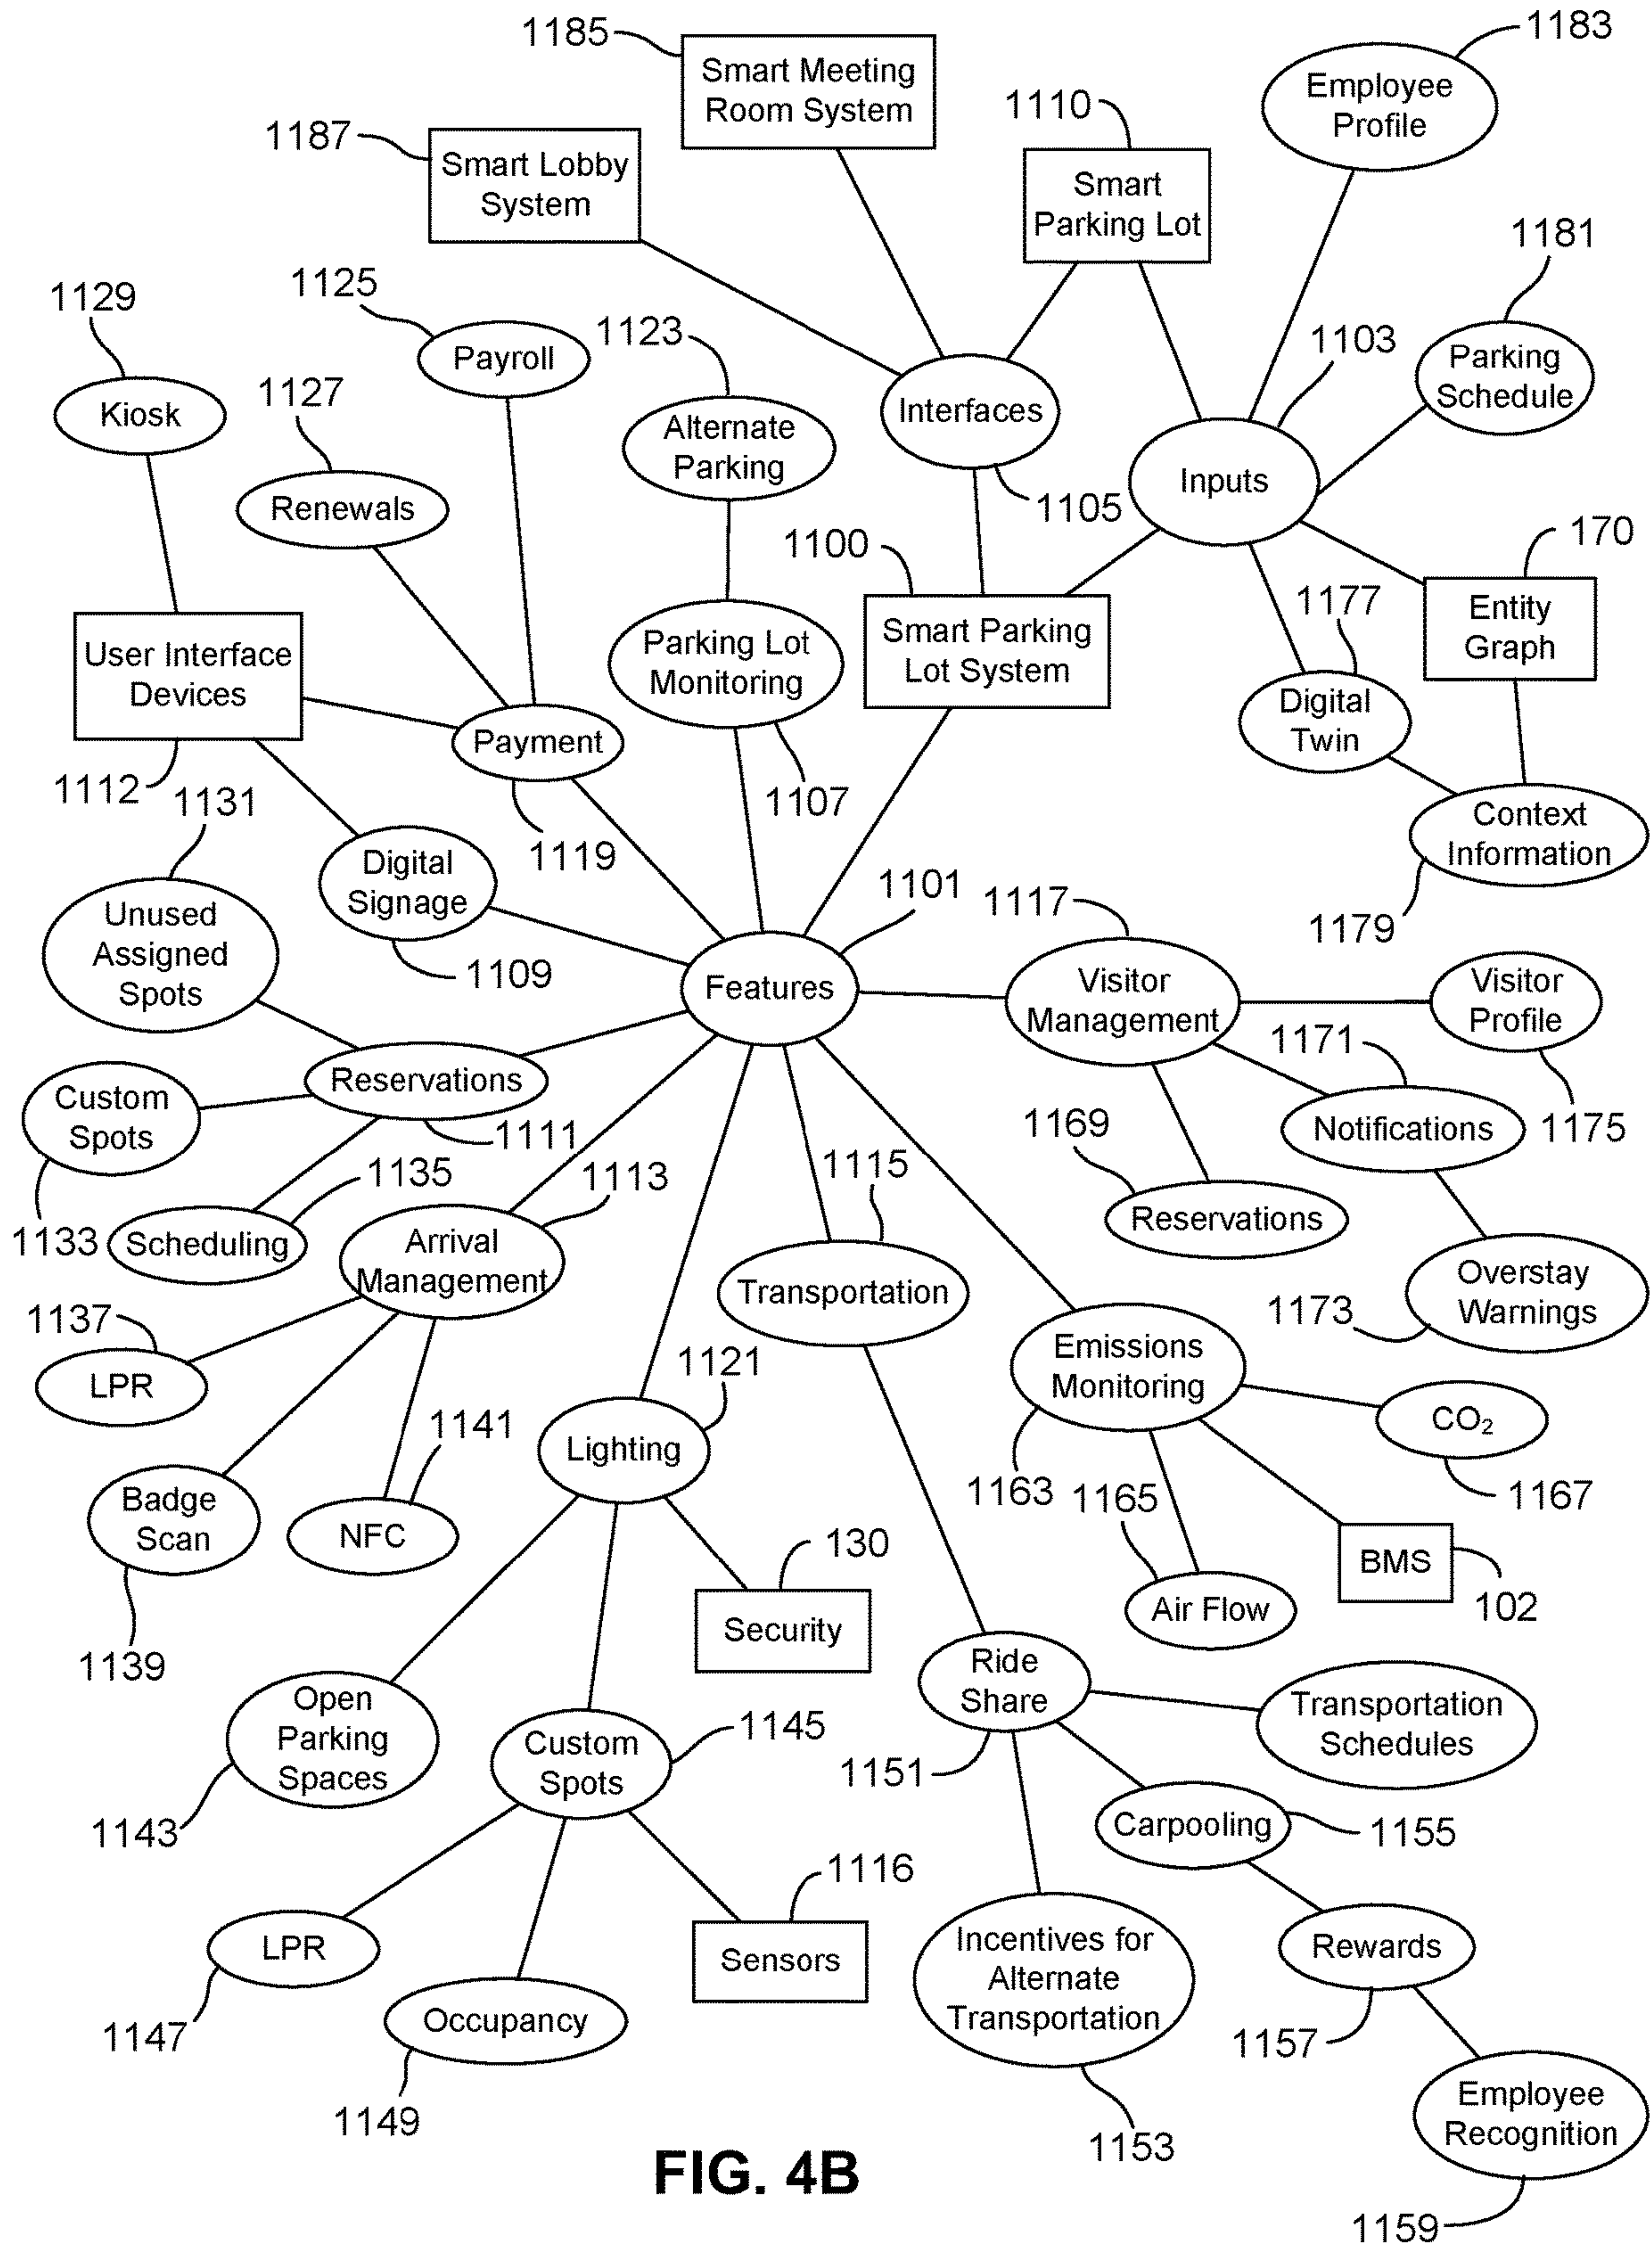 1185
Smart Meeting
Room System
1183
Employee
Profile
1110
Smart
Parking Lot
1187
Smart Lobby
System
1181
Parking
Schedule
1129
Kiosk
1125
Payroll
1123
Alternate
Parking
1103
Interfaces
1105
Inputs
1127
Renewals
170
Entity
Graph
1100
Smart Parking
Lot System
1177
Digital
Twin
User Interface
Devices
1112
Parking Lot
Monitoring
1107
Payment
1119
Context
Information
1179
1131
Unused
Assigned
Spots
Digital
Signage
1109
1101
Features
1117
Visitor
Management
Visitor
Profile
1175
1171
Notifications
Reservations
1111
Custom
Spots
1133
1135
Scheduling
1113
Arrival
Management
1115
Transportation
1169
Reservations
Overstay
Warnings
1173
1137
LPR
1121
Lighting
Emissions
Monitoring
1163
CO₂
1167
1165
Air Flow
BMS
102
1141
NFC
Badge
Scan
1139
130
Security
Ride
Share
1151
Transportation
Schedules
Open
Parking
Spaces
1143
Custom
Spots
1145
Carpooling
1155
1116
Sensors
LPR
1147
Occupancy
1149
Incentives for
Alternate
Transportation
1153
Rewards
1157
Employee
Recognition
1159
FIG. 4B